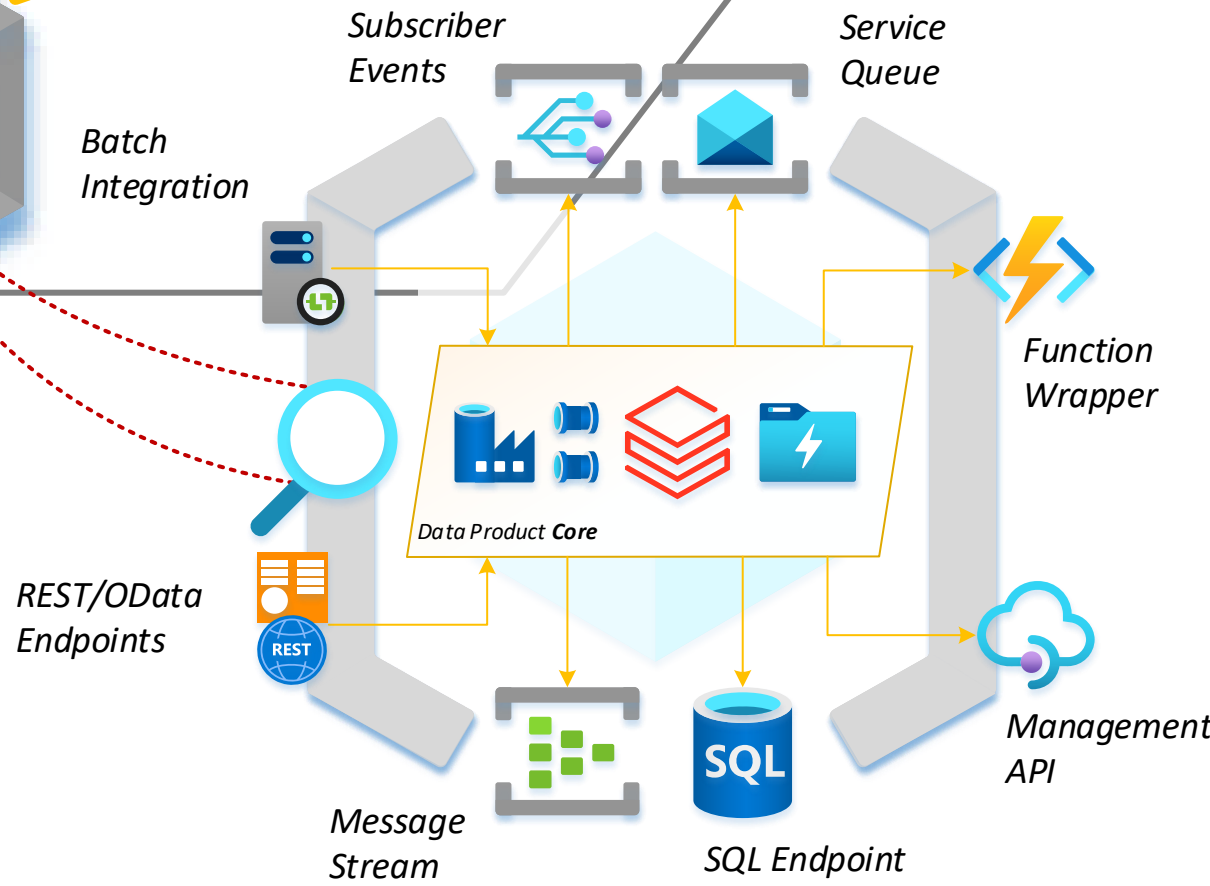 Subscriber
Events
Service
Queue
Batch
Integration
Function
Wrapper
Data Product Core
REST/OData
Endpoints
REST
Management
API
SQL
Message
Stream
SQL Endpoint